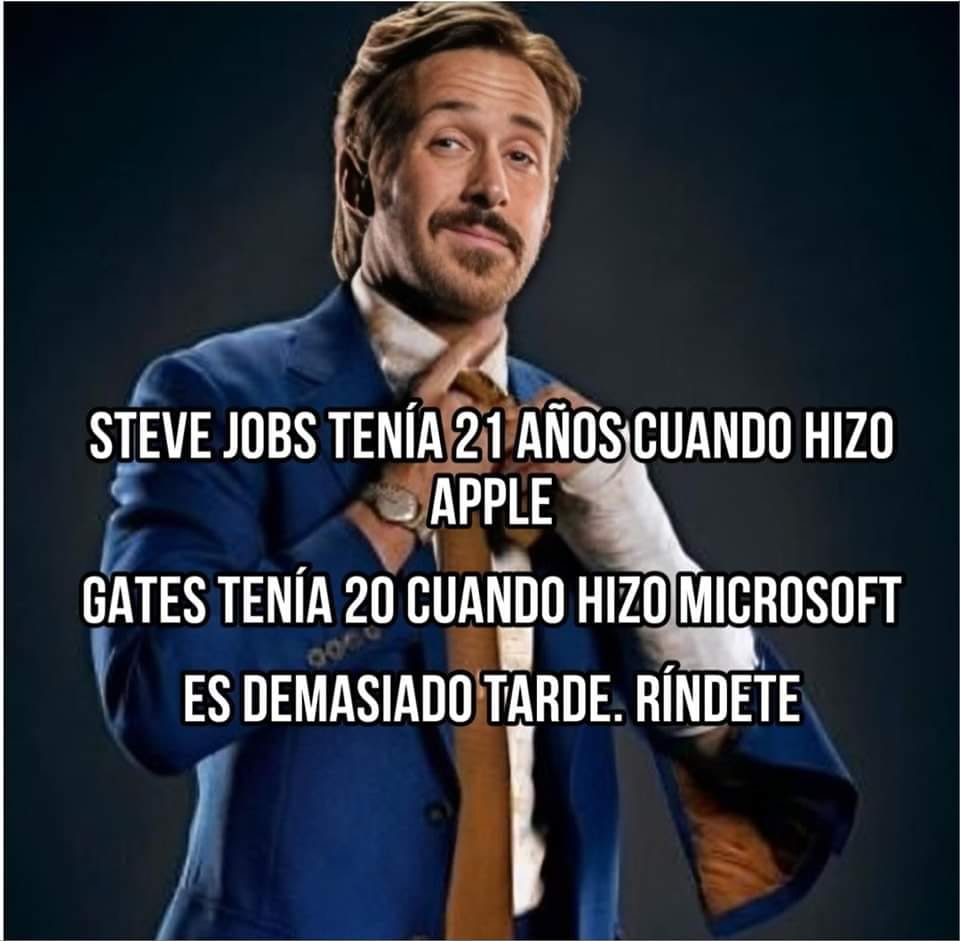 STEVE JOBS TENÍA 21 AÑOS CUANDO HIZO
APPLE
GATES TENÍA 20 CUANDO HIZO MICROSOFT
ES DEMASIADO TARDE. RÍNDETE